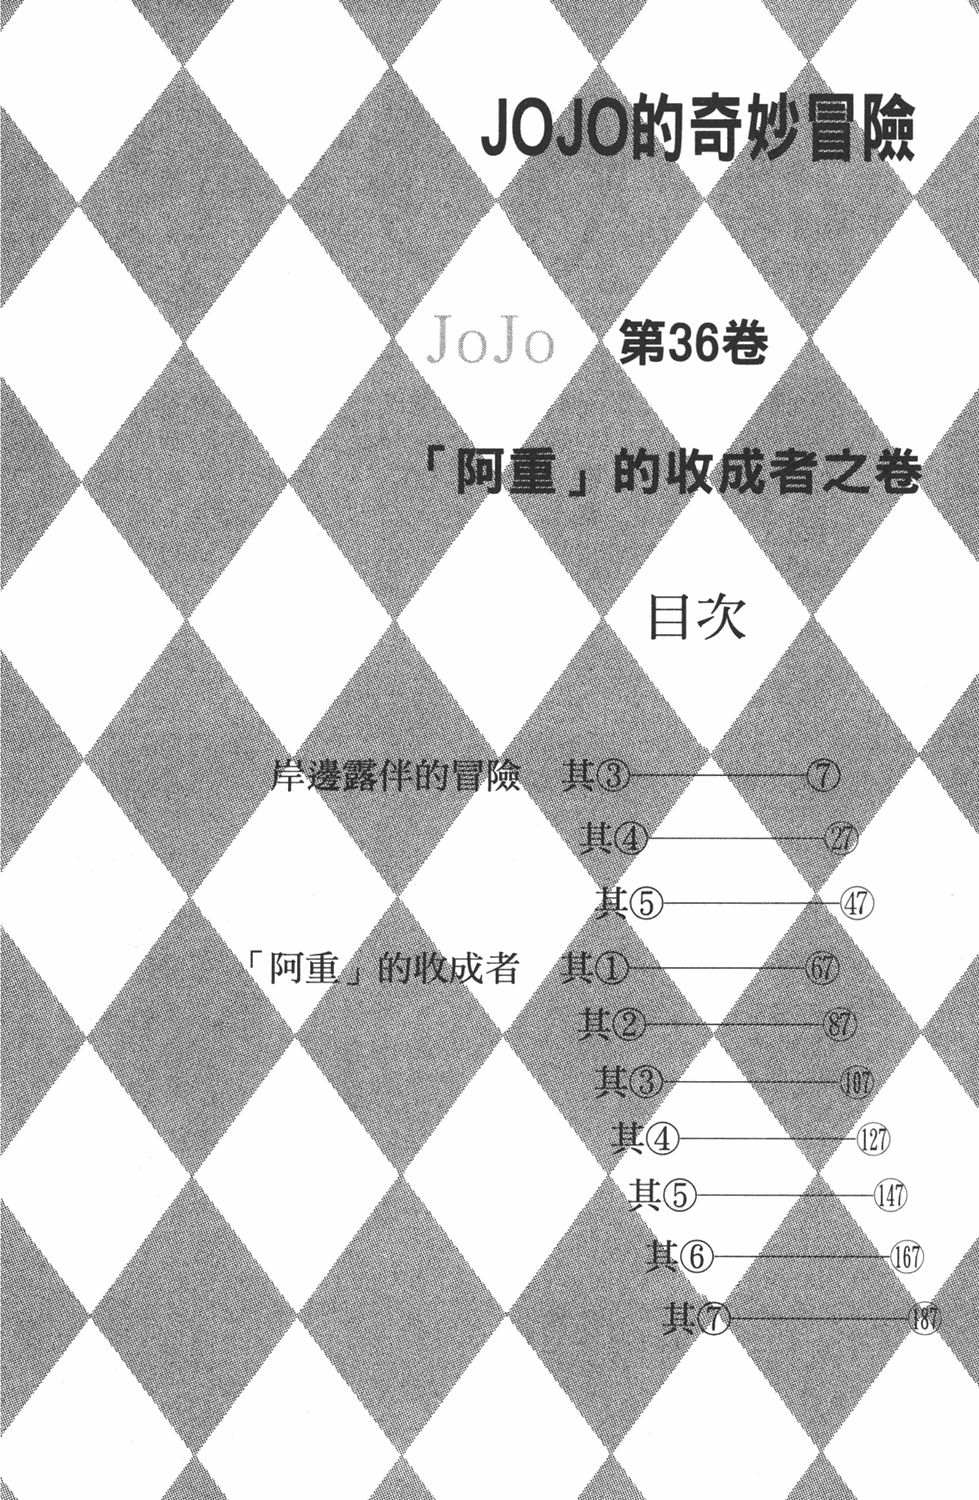 JOJO的奇妙冒險
JoJo 第36卷
「阿重」的收成者之卷
目次
岸邊露伴的冒險 其③——⑦
其④——㉗
其⑤——㊼
「阿重」的收成者 其①——67
其②——87
其③——107
其④——127
其⑤——147
其⑥——167
其⑦——187